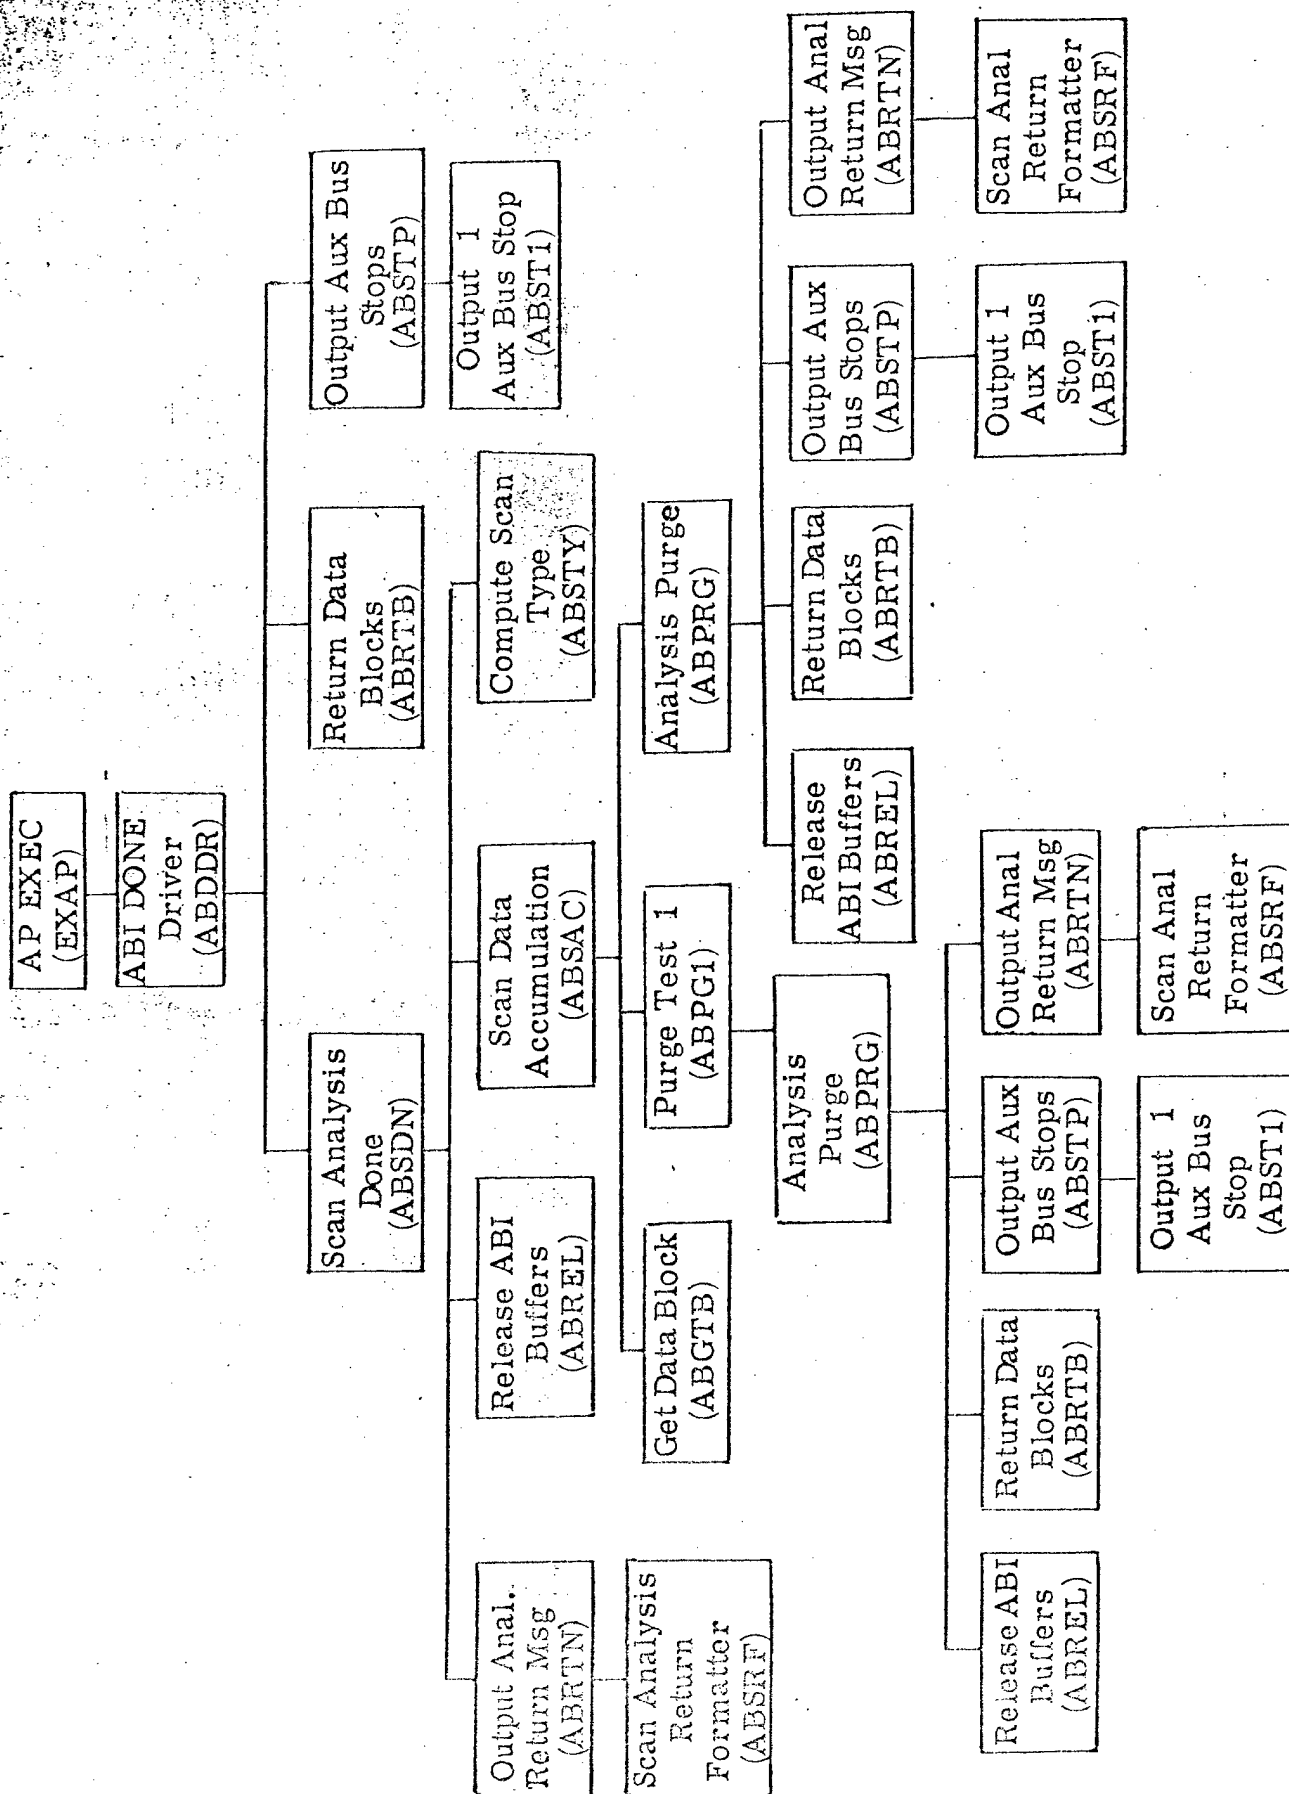 AP EXEC
(EXAP)
ABI DONE
Driver
(ABDDR)
Scan Analysis
Done
(ABSDN)
Return Data
Blocks
(ABRTB)
Output Aux Bus
Stops
(ABSTP)
Output Anal.
Return Msg
(ABRTN)
Release ABI
Buffers
(ABREL)
Scan Data
Accumulation
(ABSAC)
Compute Scan
Type
(ABSTY)
Output 1
Aux Bus Stop
(ABST1)
Scan Analysis
Return
Formatter
(ABSRF)
Get Data Block
(ABGTB)
Purge Test 1
(ABPG1)
Analysis Purge
(ABPRG)
Analysis
Purge
(ABPRG)
Release
ABI Buffers
(ABREL)
Return Data
Blocks
(ABRTB)
Output Aux
Bus Stops
(ABSTP)
Output Anal
Return Msg
(ABRTN)
Release ABI
Buffers
(ABREL)
Return Data
Blocks
(ABRTB)
Output Aux
Bus Stops
(ABSTP)
Output Anal
Return Msg
(ABRTN)
Output 1
Aux Bus
Stop
(ABST1)
Scan Anal
Return
Formatter
(ABSRF)
Output 1
Aux Bus
Stop
(ABST1)
Scan Anal
Return
Formatter
(ABSRF)